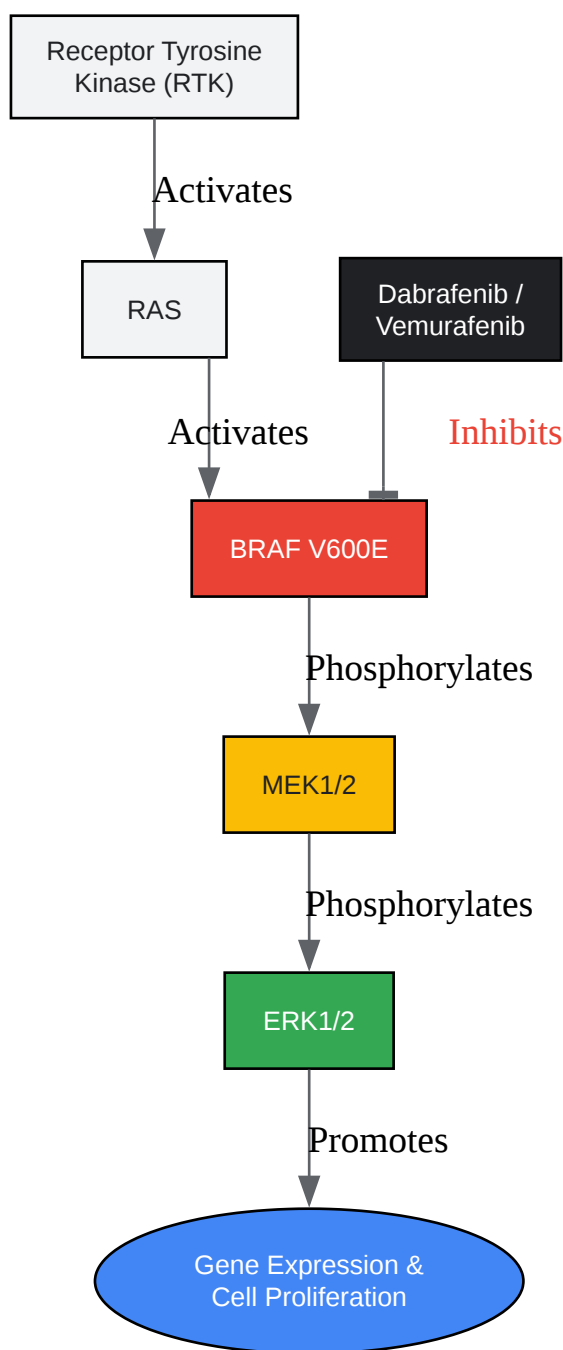 Receptor Tyrosine
Kinase (RTK)
Activates
RAS
Dabrafenib /
Vemurafenib
Activates
Inhibits
BRAF V600E
Phosphorylates
MEK1/2
Phosphorylates
ERK1/2
Promotes
Gene Expression &
Cell Proliferation